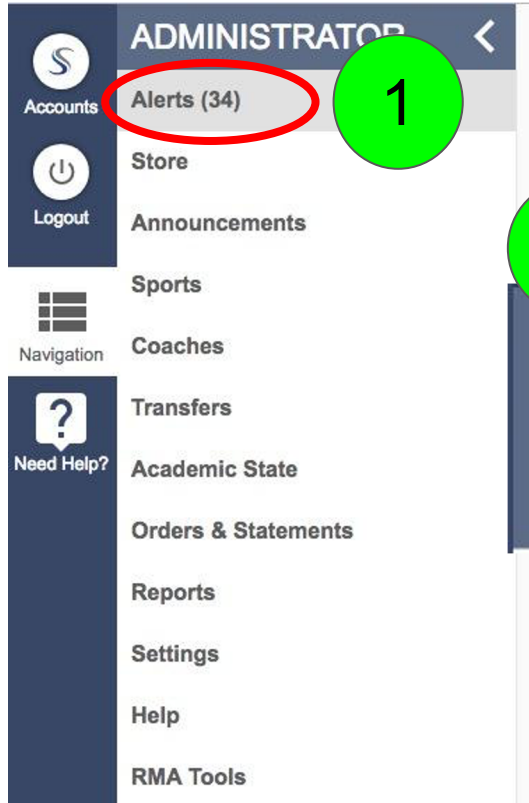 ADMINISTRATOR
Accounts
Alerts (34)
1
Store
Logout
Announcements
Sports
Navigation
Coaches
Transfers
?
Need Help?
Academic State
Orders & Statements
Reports
Settings
Help
RMA Tools